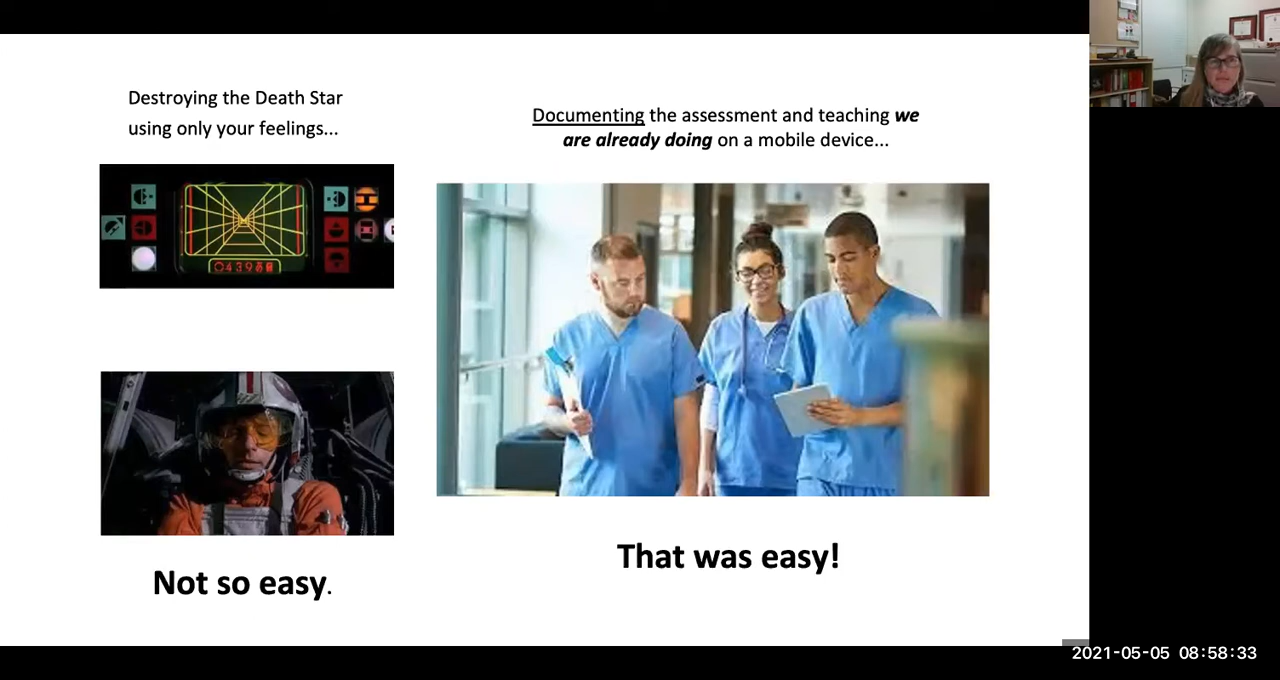 Destroying the Death Star
using only your feelings...
Not so easy.
Documenting the assessment and teaching we
are already doing on a mobile device...
That was easy!
2021-05-05 08:58:33